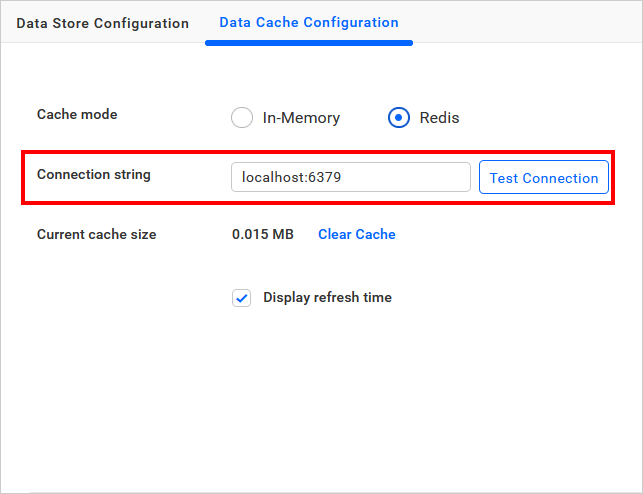 Data Store Configuration Data Cache Configuration
Cache mode In-Memory Redis
Connection string localhost:6379 Test Connection
Current cache size 0.015 MB Clear Cache
Display refresh time